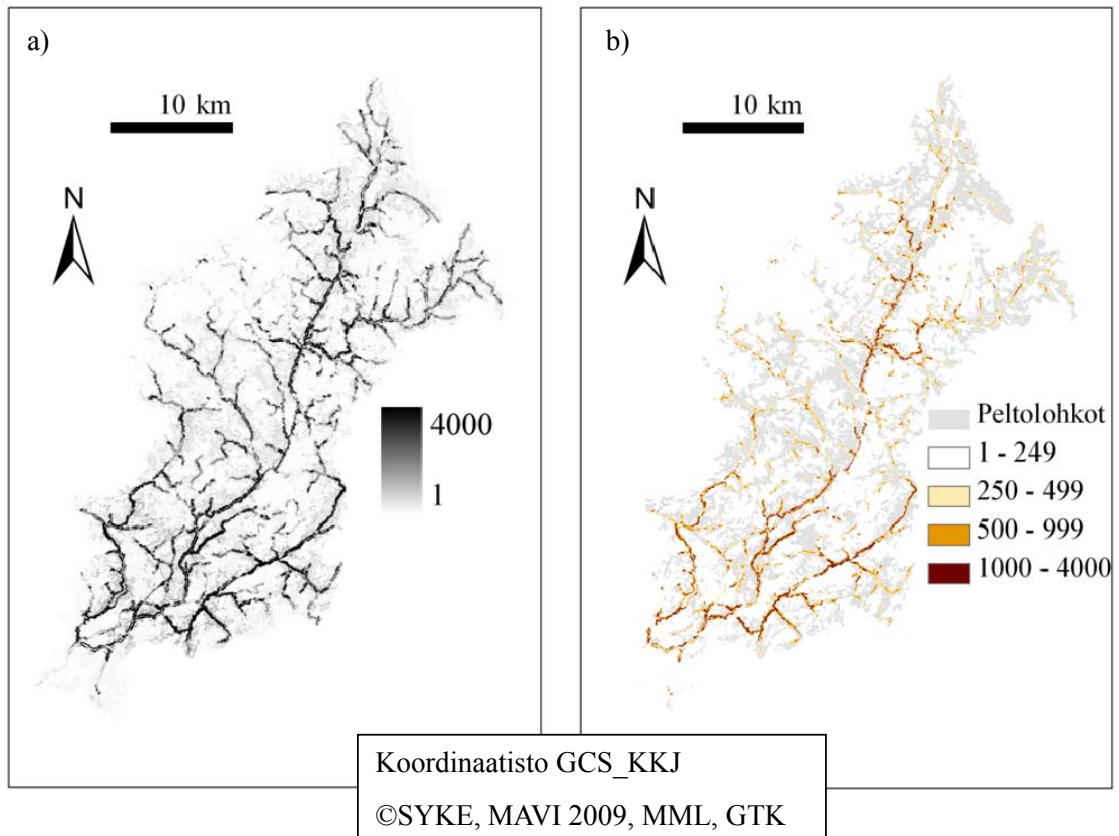 a)
10 km
N
4000
1
b)
10 km
N
Peltolohkot
1 - 249
250 - 499
500 - 999
1000 - 4000
Koordinaatisto GCS_KKJ
©SYKE, MAVI 2009, MML, GTK